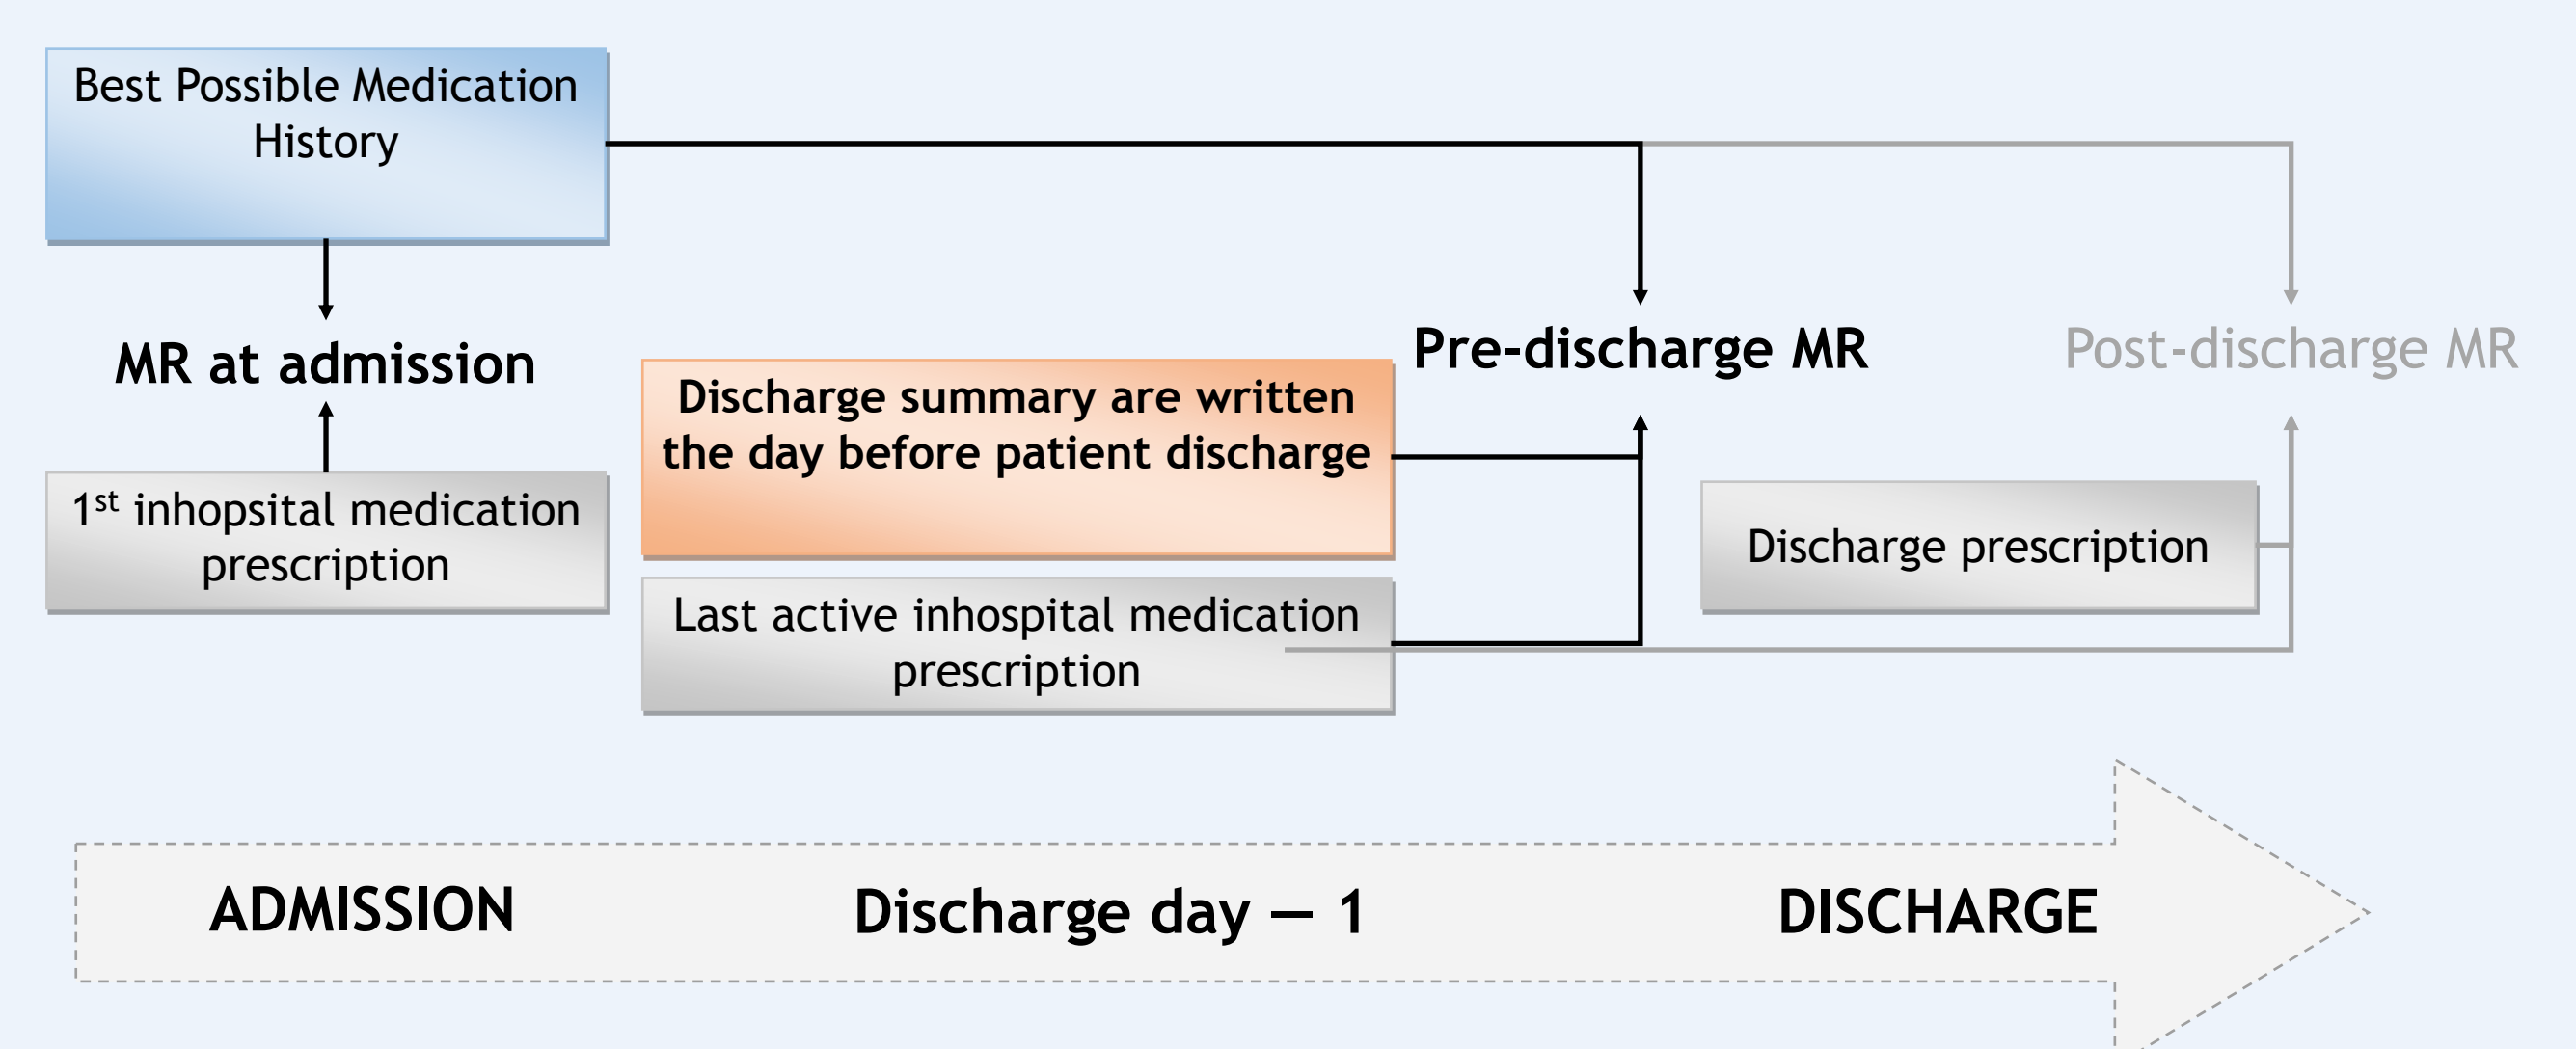 Best Possible Medication
History
MR at admission
1st inhopsital medication
prescription
Discharge summary are written
the day before patient discharge
Last active inhospital medication
prescription
Pre-discharge MR
Post-discharge MR
Discharge prescription
ADMISSION
Discharge day – 1
DISCHARGE